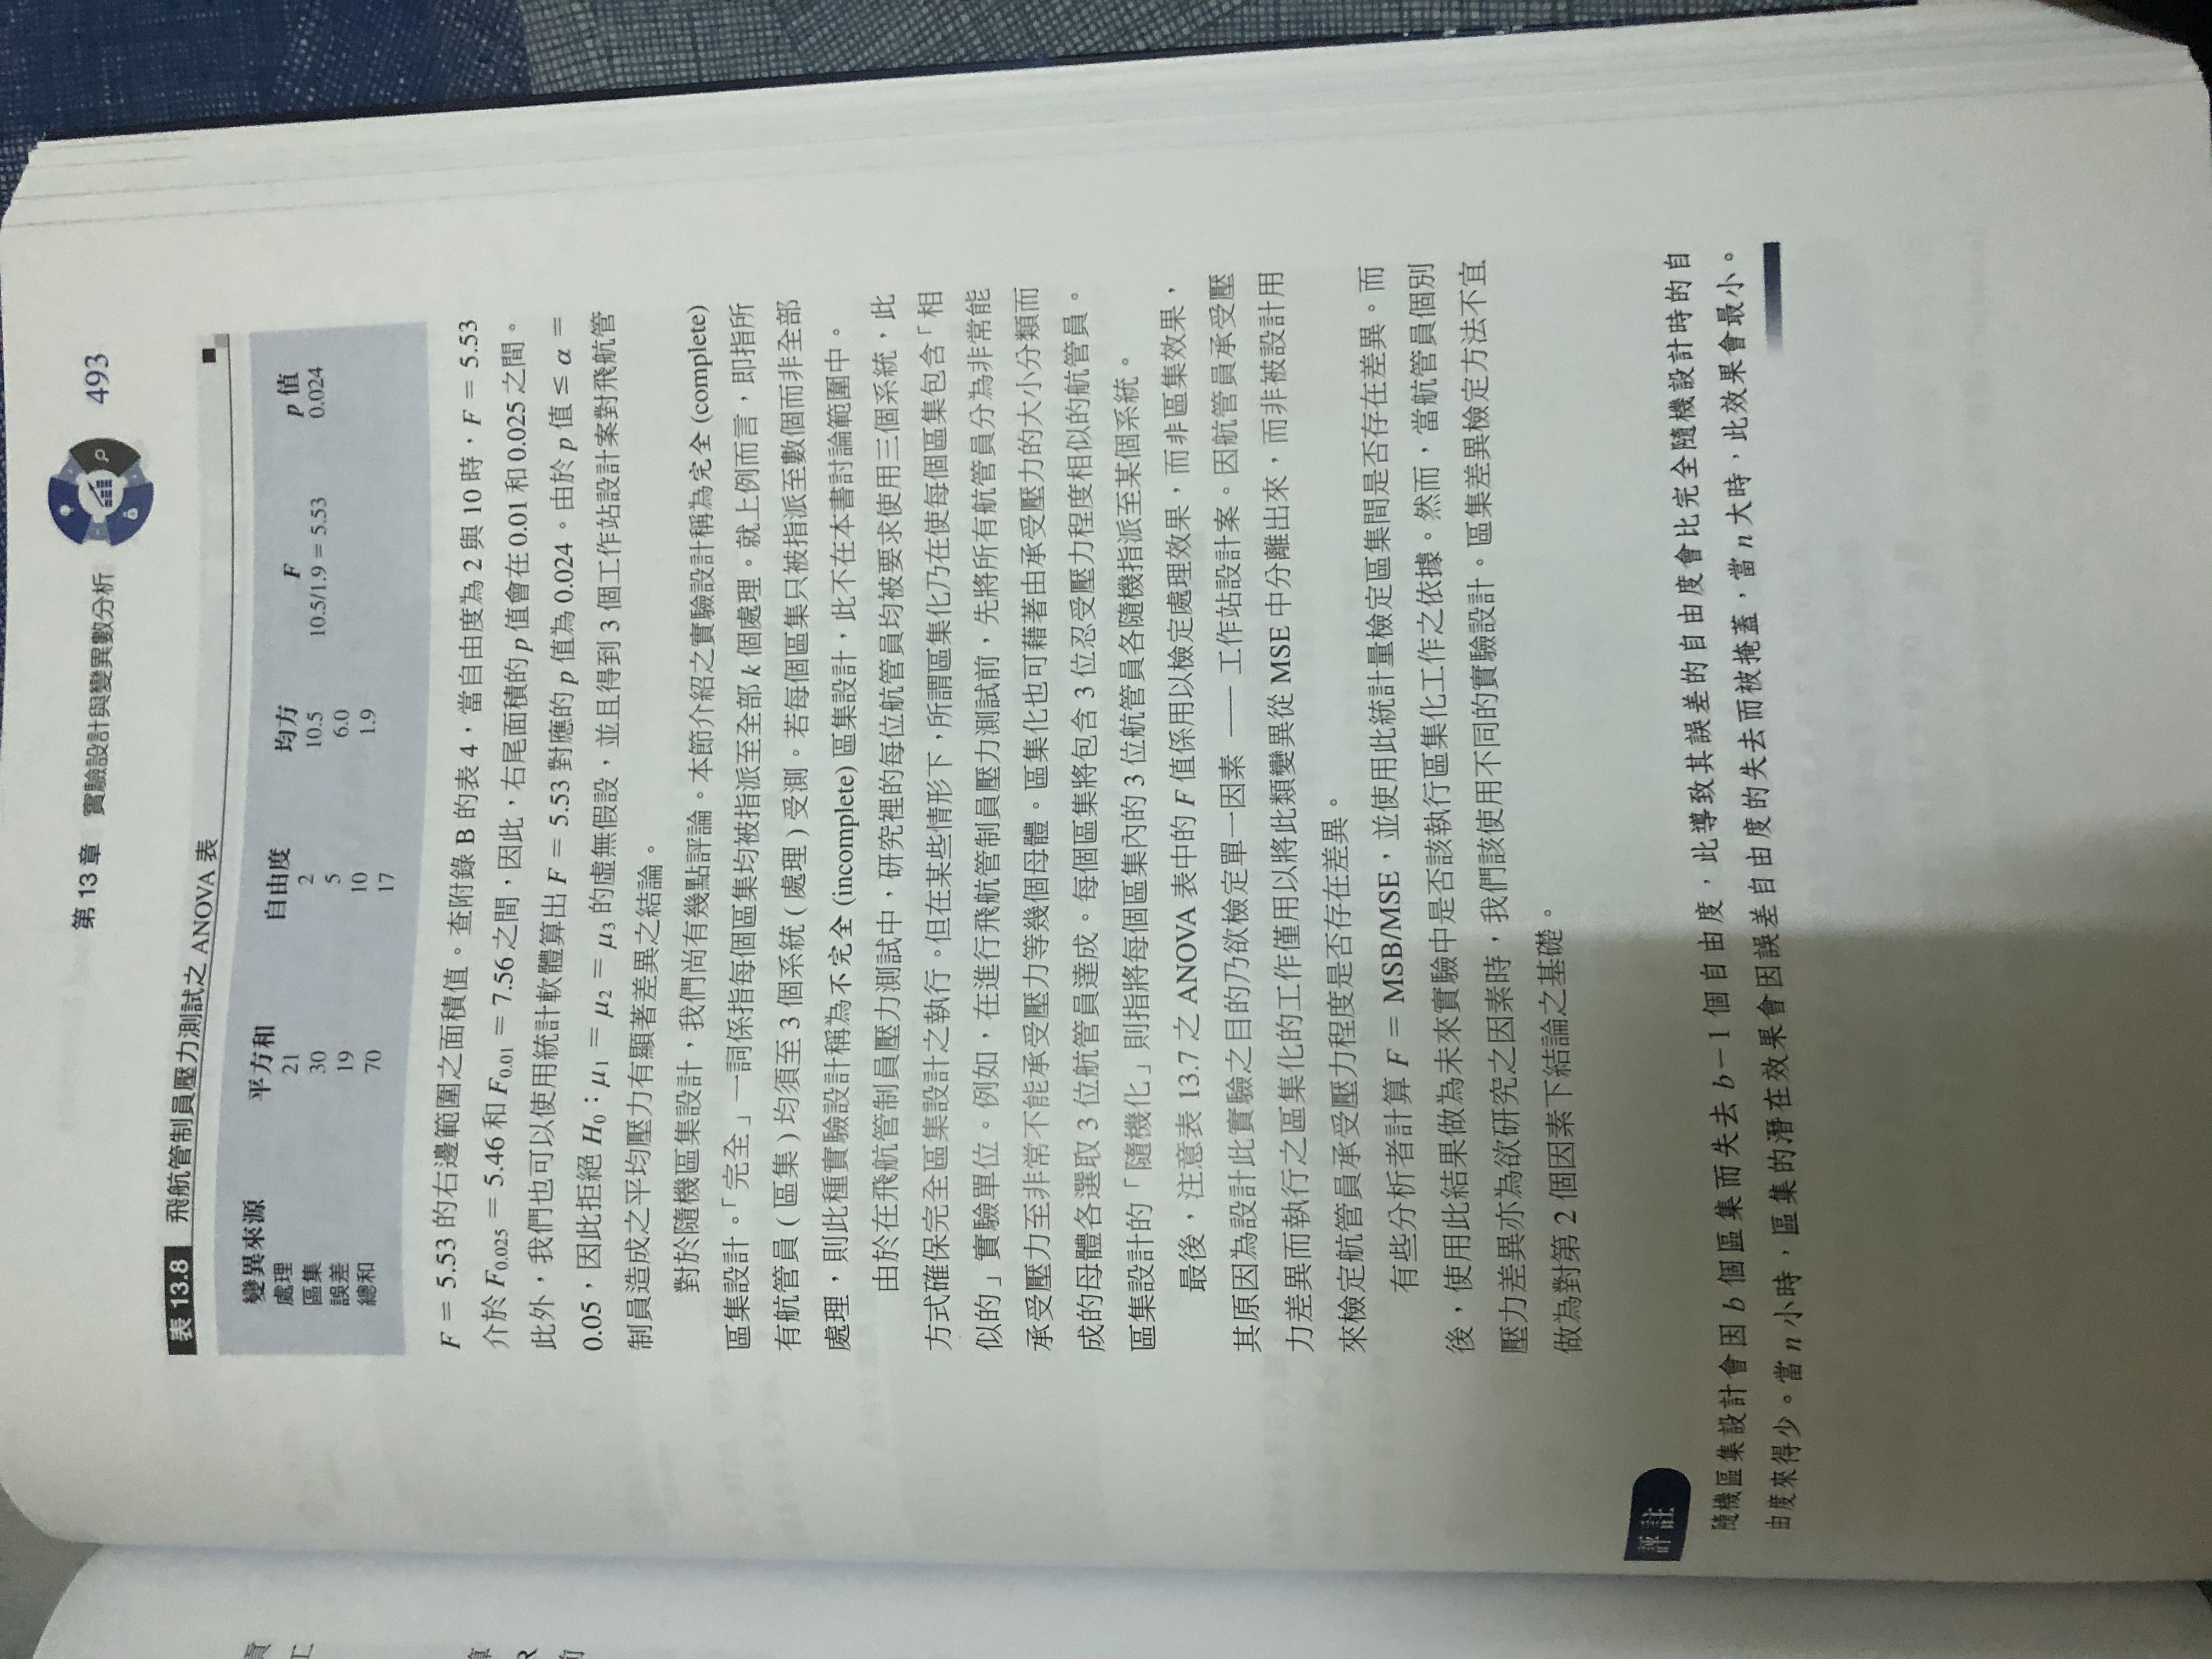 第 13 章 實驗設計與變異數分析 493
表 13.8 飛航管制員壓力測試之 ANOVA 表
變異來源 平方和 自由度 均方 F p 值
處理 21 2 10.5 10.5/1.9 = 5.53 0.024
區集 30 5 6.0
誤差 19 10 1.9
總和 70 17
F = 5.53 的右邊範圍之面積值。查附錄 B 的表 4，當自由度為 2 與 10 時，F = 5.53
介於 F0.025 = 5.46 和 F0.01 = 7.56 之間，因此，右尾面積的 p 值會在 0.01 和 0.025 之間。
此外，我們也可以使用統計軟體算出 F = 5.53 對應的 p 值為 0.024。由於 p 值 ≤ α =
0.05，因此拒絕 H0：μ1 = μ2 = μ3 的虛無假設，並且得到 3 個工作站設計案對飛航管
制員造成之平均壓力有顯著差異之結論。
對於隨機區集設計，我們尚有幾點評論。本節介紹之實驗設計稱為完全 (complete)
區集設計。「完全」一詞係指每個區集均被指派至全部 k 個處理。就上例而言，即指所
有航管員 ( 區集 ) 均須至 3 個系統 ( 處理 ) 受測。若每個區集只被指派至數個而非全部
處理，則此種實驗設計稱為不完全 (incomplete) 區集設計，此不在本書討論範圍中。
由於在飛航管制員壓力測試中，研究裡的每位航管員均被要求使用三個系統，此
方式確保完全區集設計之執行。但在某些情形下，所謂區集化乃在使每個區集包含「相
似的」實驗單位。例如，在進行飛航管制員壓力測試前，先將所有航管員分為非常能
承受壓力至非常不能承受壓力等幾個母體。區集化也可藉著由承受壓力的大小分類而
成的母體各選取 3 位航管員達成。每個區集將包含 3 位忍受壓力程度相似的航管員。
區集設計的「隨機化」則指將每個區集內的 3 位航管員各隨機指派至某個系統。
最後，注意表 13.7 之 ANOVA 表中的 F 值係用以檢定處理效果，而非區集效果，
其原因為設計此實驗之目的乃欲檢定單一因素 —— 工作站設計案。因航管員承受壓
力差異而執行之區集化的工作僅用以將此類變異從 MSE 中分離出來，而非被設計用
來檢定航管員承受壓力程度是否存在差異。
有些分析者計算 F = MSB/MSE，並使用此統計量檢定區集間是否存在差異。而
後，使用此結果做為未來實驗中是否該執行區集化工作之依據。然而，當航管員個別
壓力差異亦為欲研究之因素時，我們該使用不同的實驗設計。區集差異檢定方法不宜
做為對第 2 個因素下結論之基礎。
評註
隨機區集設計會因 b 個區集而失去 b－1 個自由度，此導致其誤差的自由度會比完全隨機設計時的自
由度來得少。當 n 小時，區集的潛在效果會因誤差自由度的失去而被掩蓋，當 n 大時，此效果會最小。